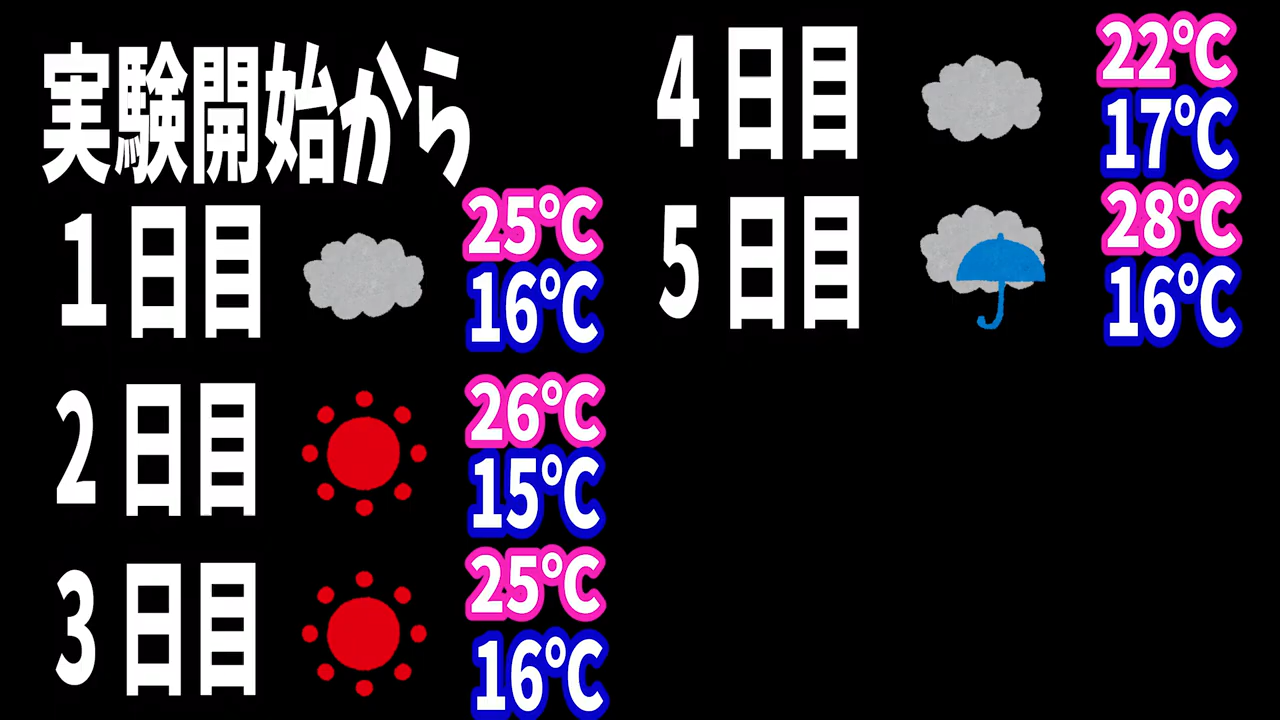 実験開始から
1日目 25℃
16℃
2日目 26℃
15℃
3日目 25℃
16℃
4日目 22℃
17℃
5日目 28℃
16℃